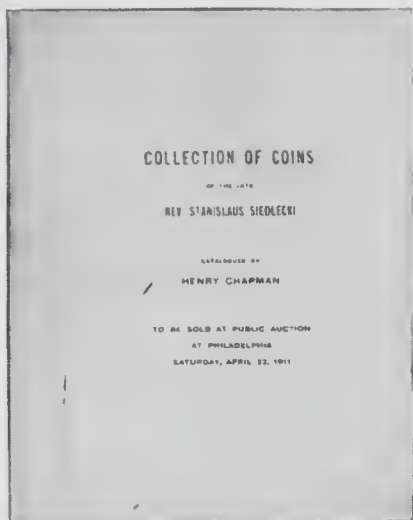 COLLECTION OF COINS
OF THE LATE
REV STANISLAUS SIEDLECKI
CATALOGUED BY
HENRY CHAPMAN
TO BE SOLD AT PUBLIC AUCTION
AT PHILADELPHIA
SATURDAY, APRIL 22, 1911